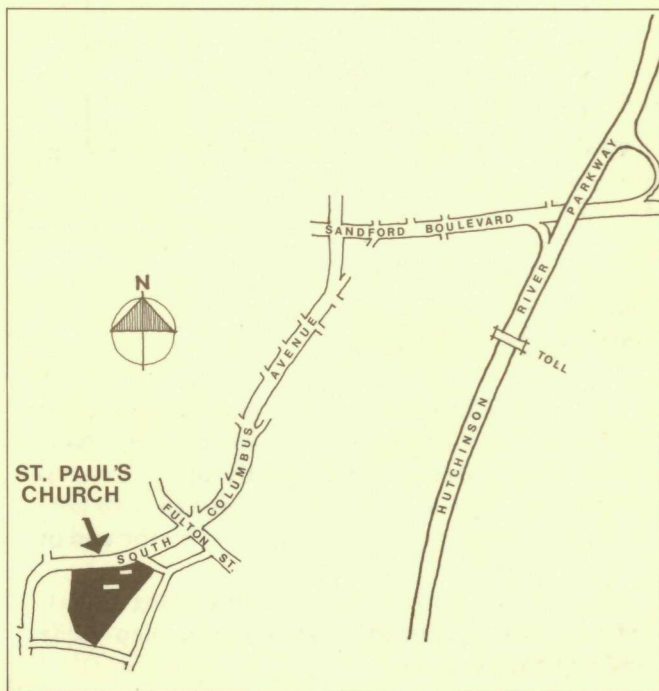 SANDFORD BOULEVARD
HUTCHINSON RIVER PARKWAY
N
TOLL
ST. PAUL'S
CHURCH
SOUTH COLUMBUS AVENUE
FULTON ST.